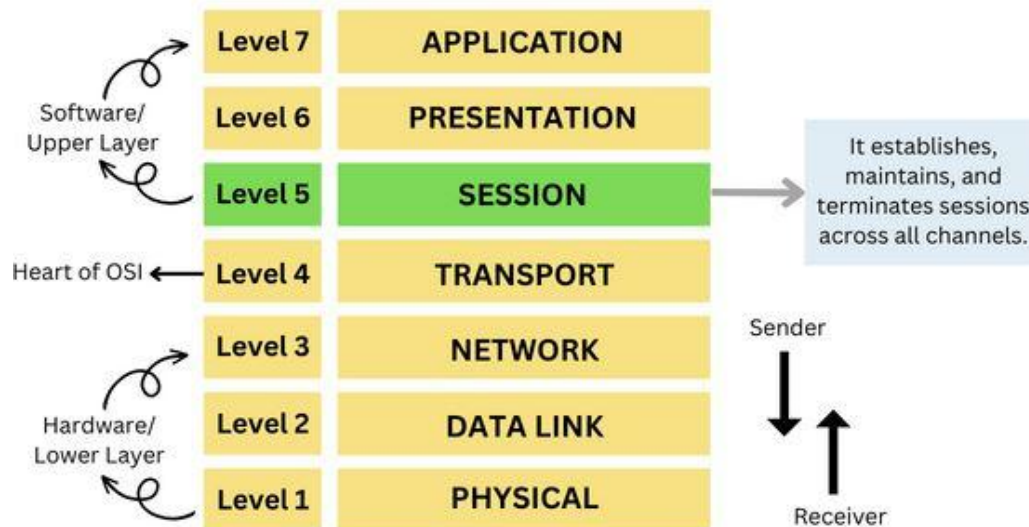 Level 7 APPLICATION
Software/
Upper Layer
Level 6 PRESENTATION
Level 5 SESSION
It establishes,
maintains, and
terminates sessions
across all channels.
Heart of OSI
Level 4 TRANSPORT
Level 3 NETWORK
Sender
Hardware/
Lower Layer
Level 2 DATA LINK
Level 1 PHYSICAL
Receiver